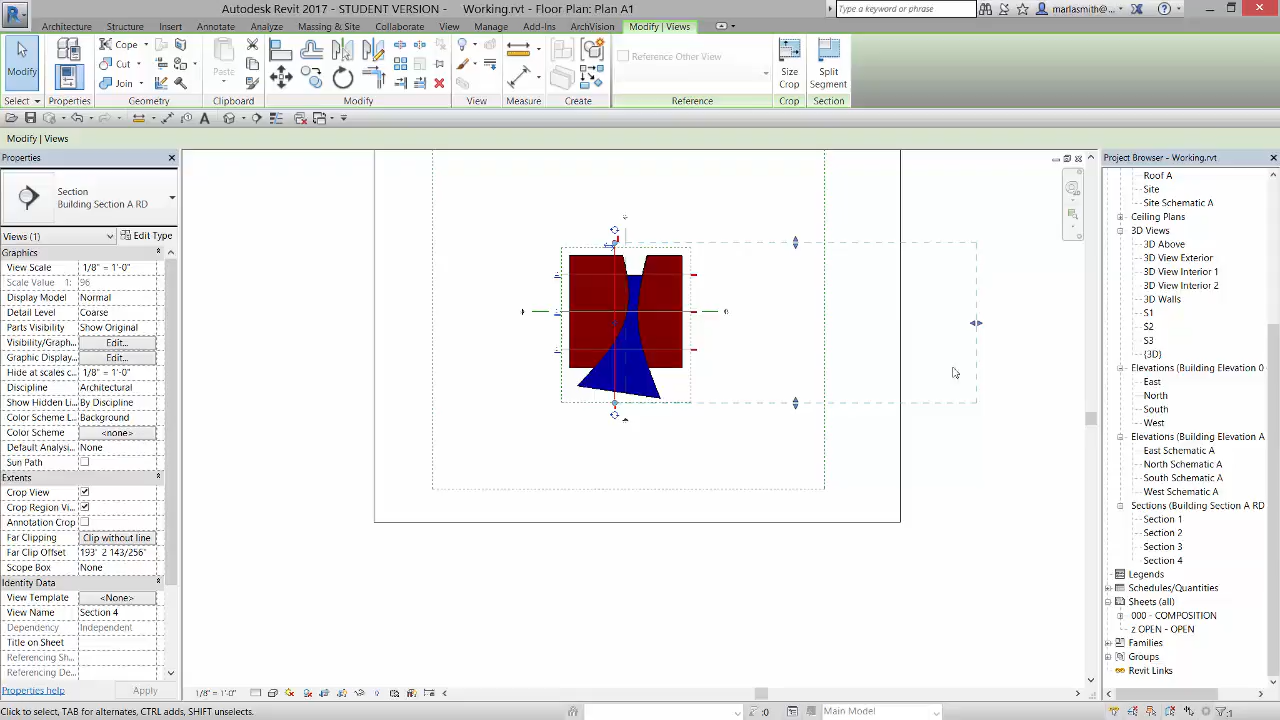 Autodesk Revit 2017 - STUDENT VERSION - Working.rvt - Floor Plan: Plan A1
Type a keyword or phrase
marlasmith@...
Architecture Structure Insert Annotate Analyze Massing & Site Collaborate View Manage Add-Ins ArchVision Modify | Views
Modify
Select
Properties
Cope
Cut
Join
Geometry
Paste
Clipboard
Modify
View
Measure
Create
Reference Other View
Reference
Size Crop
Crop
Split Segment
Section
Modify | Views
Properties
Section
Building Section A RD
Views (1)
Edit Type
Graphics
View Scale 1/8" = 1'-0"
Scale Value 1: 96
Display Model Normal
Detail Level Coarse
Parts Visibility Show Original
Visibility/Graph... Edit...
Graphic Display... Edit...
Hide at scales c... 1" = 400'-0"
Discipline Architectural
Show Hidden L... By Discipline
Color Scheme L... Background
Color Scheme <none>
Default Analysi... None
Sun Path
Extents
Crop View
Crop Region Vi...
Annotation Crop
Far Clipping Clip without line
Far Clip Offset 193' 2 143/256"
Scope Box None
Identity Data
View Template <None>
View Name Section 4
Dependency Independent
Title on Sheet
Referencing Sh...
Referencing De...
Properties help
Apply
Project Browser - Working.rvt
Roof A
Site
Site Schematic A
Ceiling Plans
3D Views
3D Above
3D View Exterior
3D View Interior 1
3D View Interior 2
3D Walls
S1
S2
S3
{3D}
Elevations (Building Elevation 0
East
North
South
West
Elevations (Building Elevation A
East Schematic A
North Schematic A
South Schematic A
West Schematic A
Sections (Building Section A RD
Section 1
Section 2
Section 3
Section 4
Legends
Schedules/Quantities
Sheets (all)
000 - COMPOSITION
z OPEN - OPEN
Families
Groups
Revit Links
1/8" = 1'-0"
Click to select, TAB for alternates, CTRL adds, SHIFT unselects.
:0
Main Model
:1